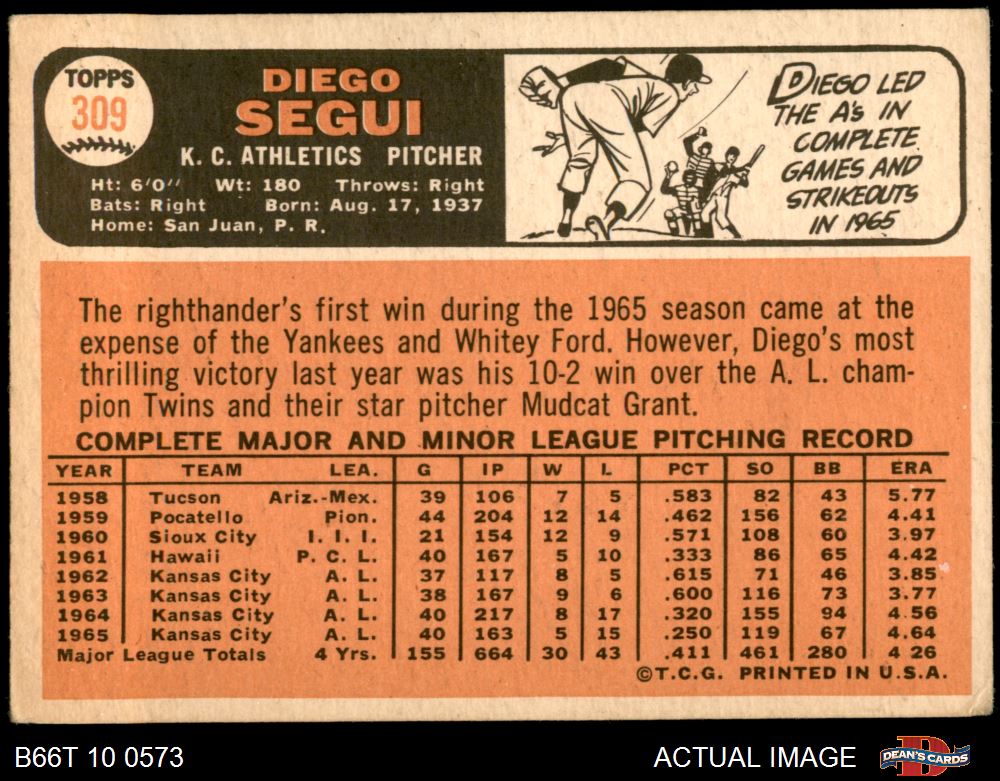 TOPPS
309
DIEGO
SEGUI
K. C. ATHLETICS PITCHER
Ht: 6'0" Wt: 180 Throws: Right
Bats: Right Born: Aug. 17, 1937
Home: San Juan, P. R.
DIEGO LED
THE A's IN
COMPLETE
GAMES AND
STRIKEOUTS
IN 1965
The righthander's first win during the 1965 season came at the
expense of the Yankees and Whitey Ford. However, Diego's most
thrilling victory last year was his 10-2 win over the A. L. cham-
pion Twins and their star pitcher Mudcat Grant.
COMPLETE MAJOR AND MINOR LEAGUE PITCHING RECORD
YEAR TEAM LEA. G IP W L PCT SO BB ERA
1958 Tucson Ariz.-Mex. 39 106 7 5 .583 82 43 5.77
1959 Pocatello Pion. 44 204 12 14 .462 156 62 4.41
1960 Sioux City I. I. I. 21 154 12 9 .571 108 60 3.97
1961 Hawaii P. C. L. 40 167 5 10 .333 86 65 4.42
1962 Kansas City A. L. 37 117 8 5 .615 71 46 3.85
1963 Kansas City A. L. 38 167 9 6 .600 116 73 3.77
1964 Kansas City A. L. 40 217 8 17 .320 155 94 4.56
1965 Kansas City A. L. 40 163 5 15 .250 119 67 4.64
Major League Totals 4 Yrs. 155 664 30 43 .411 461 280 4 26
©T.C.G. PRINTED IN U.S.A.
B66T 10 0573
ACTUAL IMAGE
DEAN'S CARDS